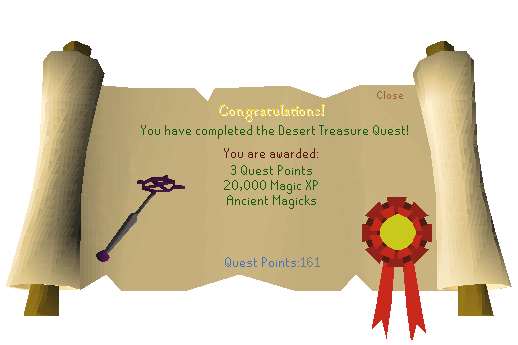 Close
Congratulations!
You have completed the Desert Treasure Quest!
You are awarded:
3 Quest Points
20,000 Magic XP
Ancient Magicks
Quest Points:161